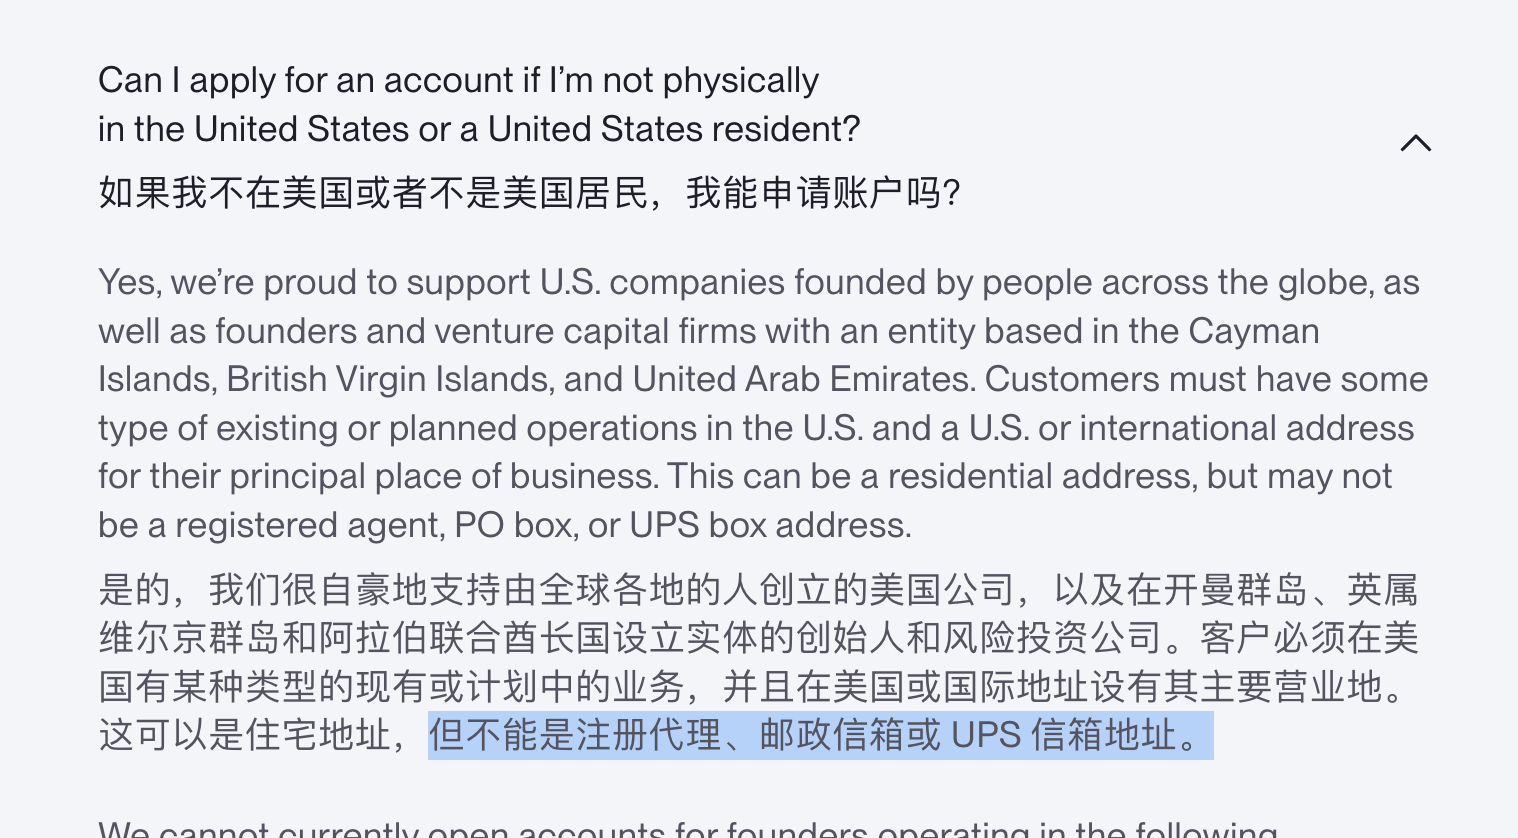 Can I apply for an account if I’m not physically
in the United States or a United States resident?
如果我不在美国或者不是美国居民，我能申请账户吗?
Yes, we’re proud to support U.S. companies founded by people across the globe, as
well as founders and venture capital firms with an entity based in the Cayman
Islands, British Virgin Islands, and United Arab Emirates. Customers must have some
type of existing or planned operations in the U.S. and a U.S. or international address
for their principal place of business. This can be a residential address, but may not
be a registered agent, PO box, or UPS box address.
是的，我们很自豪地支持由全球各地的人创立的美国公司，以及在开曼群岛、英属
维尔京群岛和阿拉伯联合酋长国设立实体的创始人和风险投资公司。客户必须在美
国有某种类型的现有或计划中的业务，并且在美国或国际地址设有其主要营业地。
这可以是住宅地址，但不能是注册代理、邮政信箱或 UPS 信箱地址。
We cannot currently open accounts for founders operating in the following